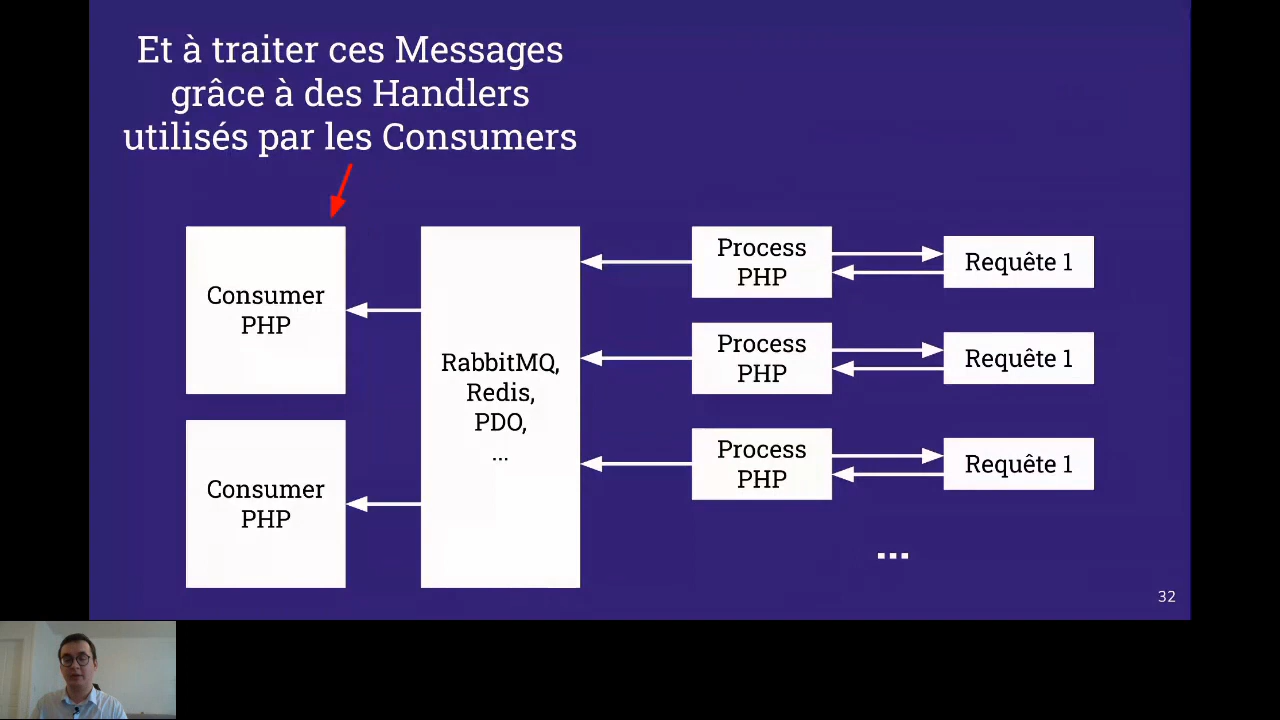 Et à traiter ces Messages
grâce à des Handlers
utilisés par les Consumers
Consumer
PHP
Consumer
PHP
RabbitMQ,
Redis,
PDO,
...
Process
PHP
Requête 1
Process
PHP
Requête 1
Process
PHP
Requête 1
...
32